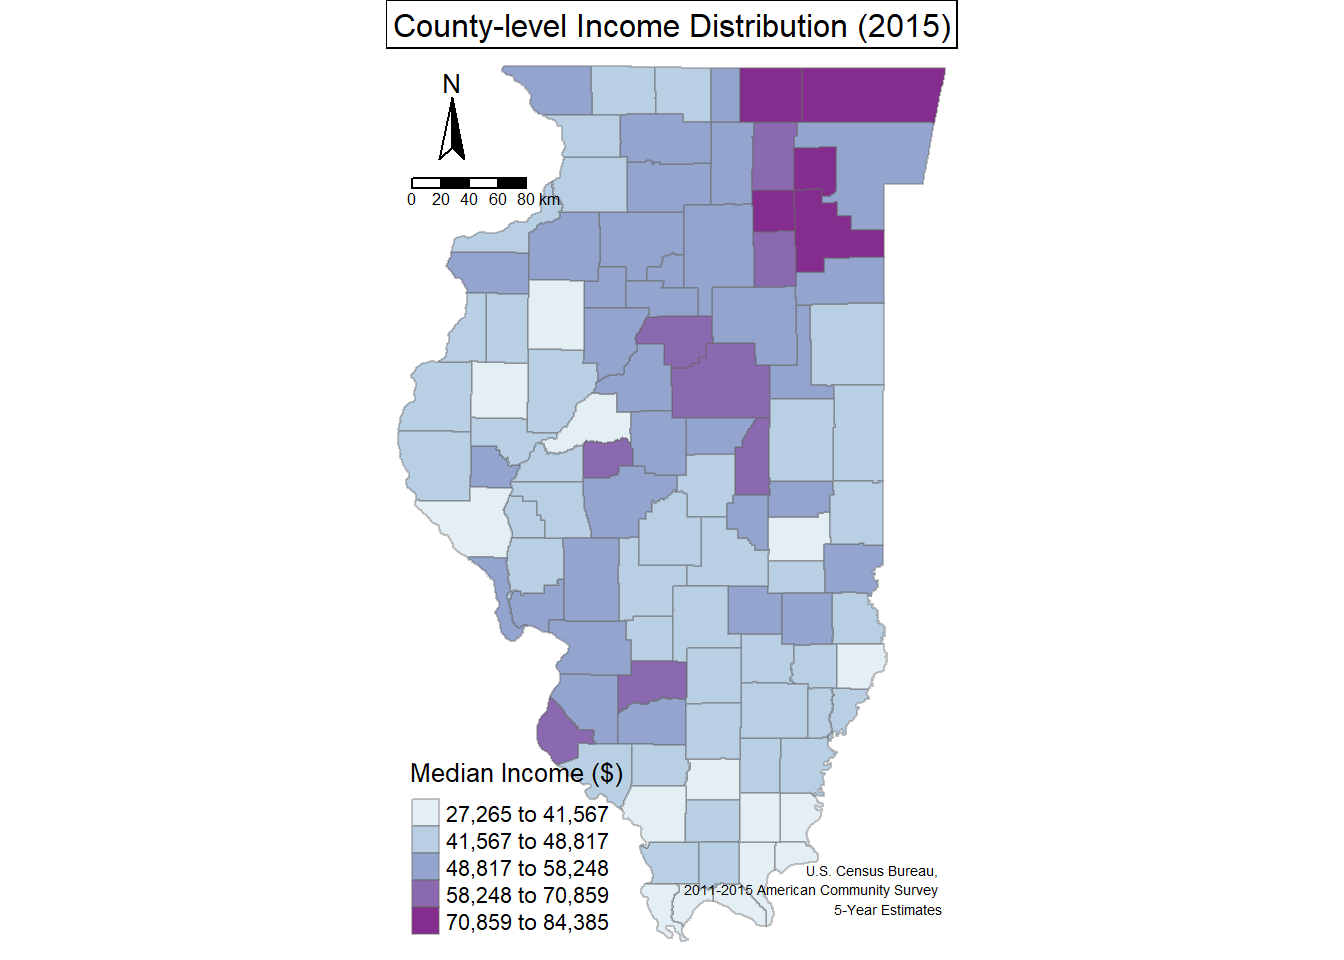 County-level Income Distribution (2015)
N
0 20 40 60 80 km
Median Income ($)
27,265 to 41,567
41,567 to 48,817
48,817 to 58,248
58,248 to 70,859
70,859 to 84,385
U.S. Census Bureau,
2011-2015 American Community Survey
5-Year Estimates